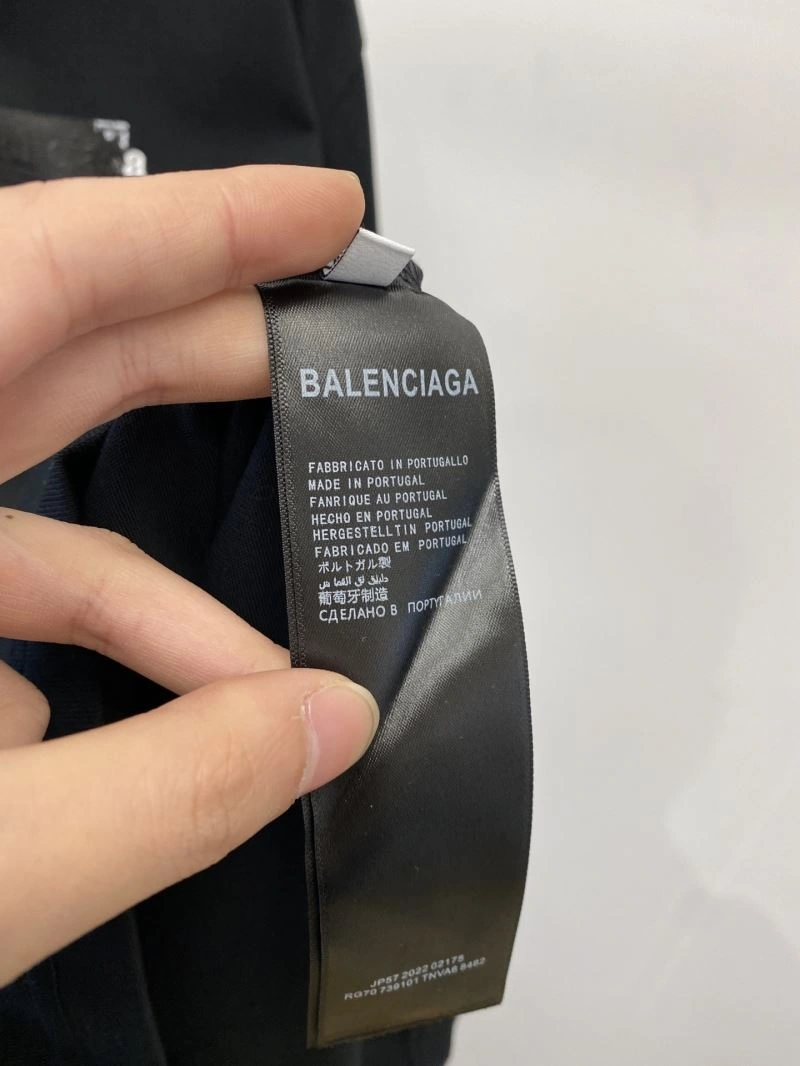 BALENCIAGA
FABBRICATO IN PORTUGALLO
MADE IN PORTUGAL
FANRIQUE AU PORTUGAL
HECHO EN PORTUGAL
HERGESTELLTIN PORTUGAL
FABRICADO EM PORTUGAL
ポルトガル製
葡萄牙制造
СДЕЛАНО В ПОРТУГАЛИИ
JP57 2022 02175
RG70 739101 TNVA6 8462